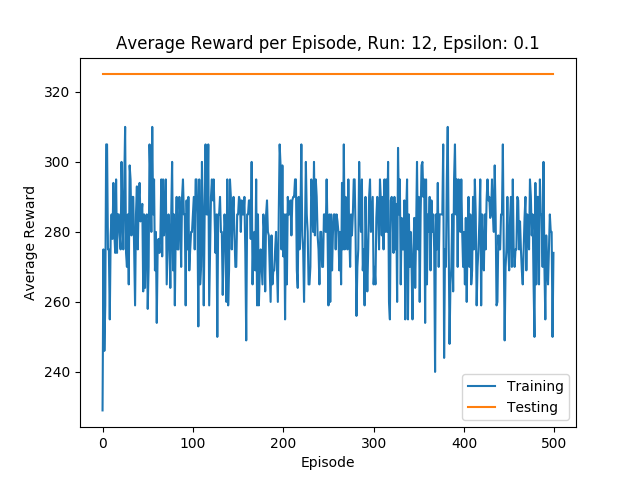 Average Reward per Episode, Run: 12, Epsilon: 0.1
Average Reward
320
300
280
260
240
0
100
200
300
400
500
Episode
Training
Testing